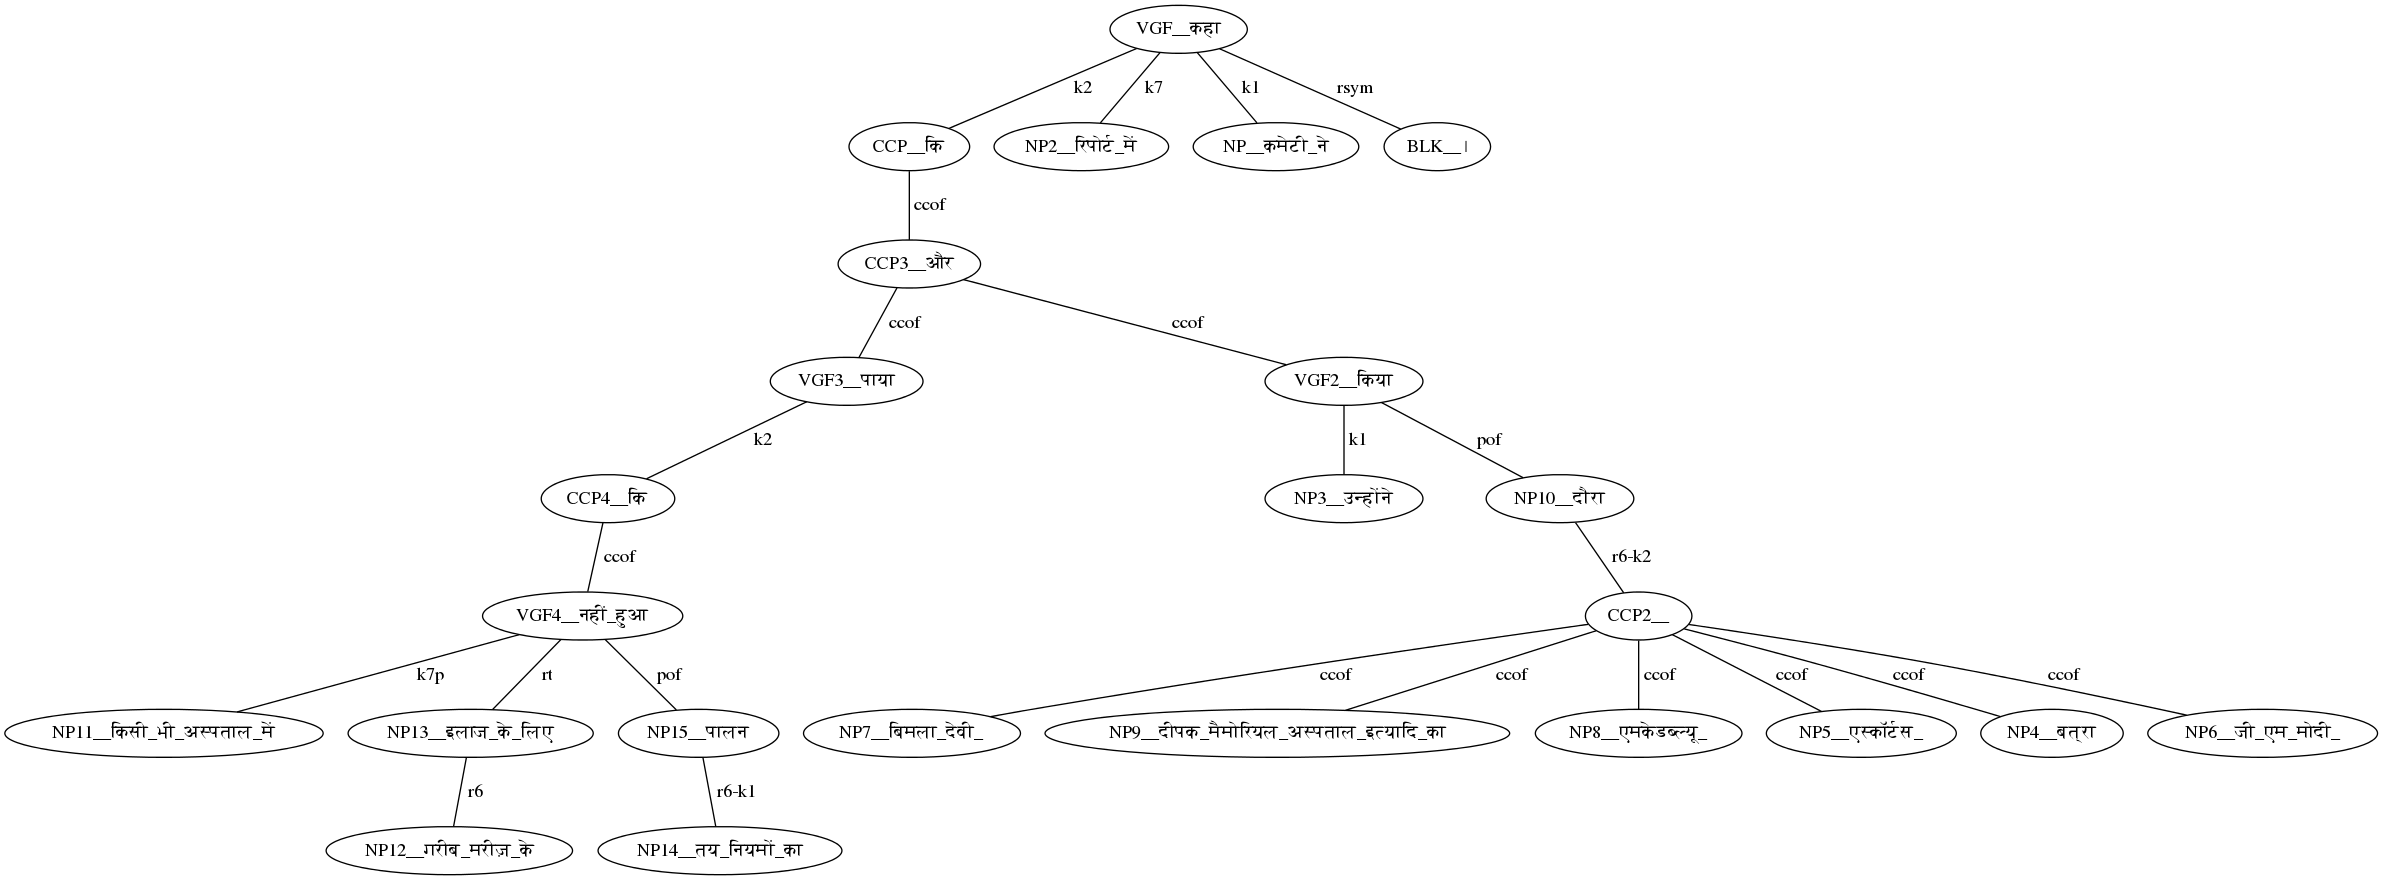 VGF__कहा
k2 k7 k1 rsym
CCP__कि NP2__रिपोर्ट_में NP__कमेटी_ने BLK__।
ccof
CCP3__और
ccof ccof
VGF3__पाया VGF2__किया
k2 k1 pof
CCP4__कि NP3__उन्होंने NP10__दौरा
ccof r6-k2
VGF4__नहीं_हुआ CCP2__
k7p rt pof ccof ccof ccof ccof ccof ccof
NP11__किसी_भी_अस्पताल_में NP13__इलाज_के_लिए NP15__पालन NP7__बिमला_देवी_ NP9__दीपक_मैमोरियल_अस्पताल_इत्यादि_का NP8__एमकेडब्ल्यू_ NP5__एस्कॉर्टस_ NP4__बत्रा NP6__जी_एम_मोदी_
r6 r6-k1
NP12__गरीब_मरीज़_के NP14__तय_नियमों_का